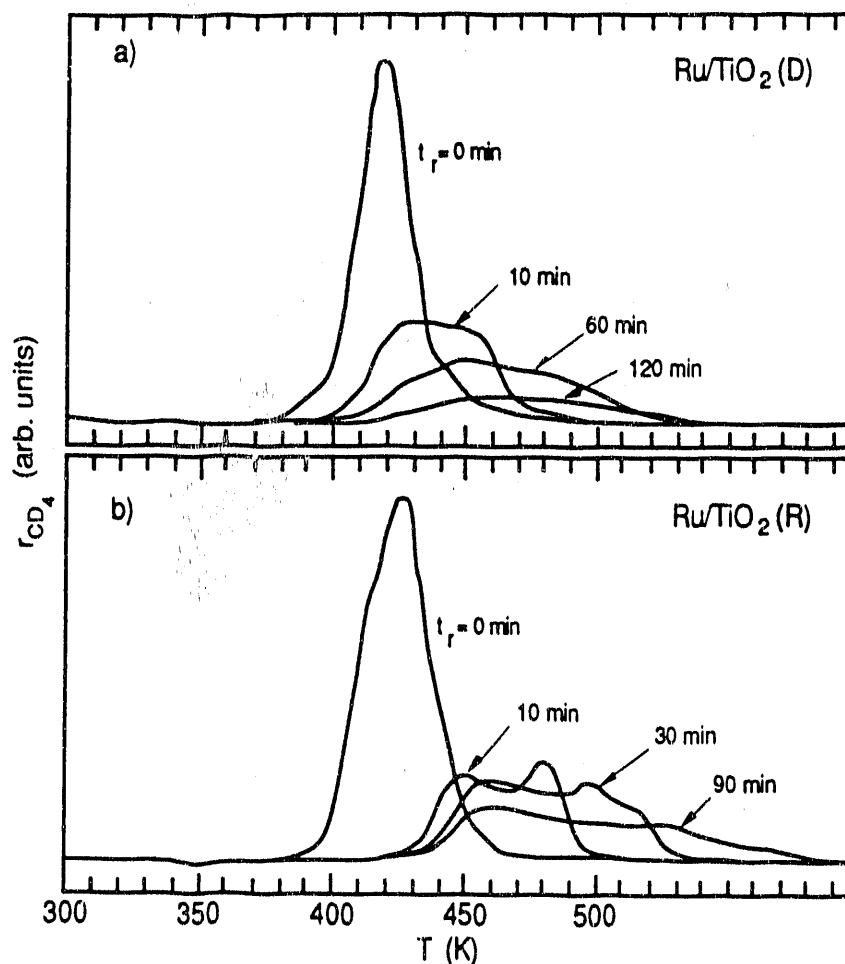 a)
Ru/TiO2 (D)
tr= 0 min
10 min
60 min
120 min
rCD4 (arb. units)
b)
Ru/TiO2 (R)
tr= 0 min
10 min
30 min
90 min
300 350 400 450 500
T (K)